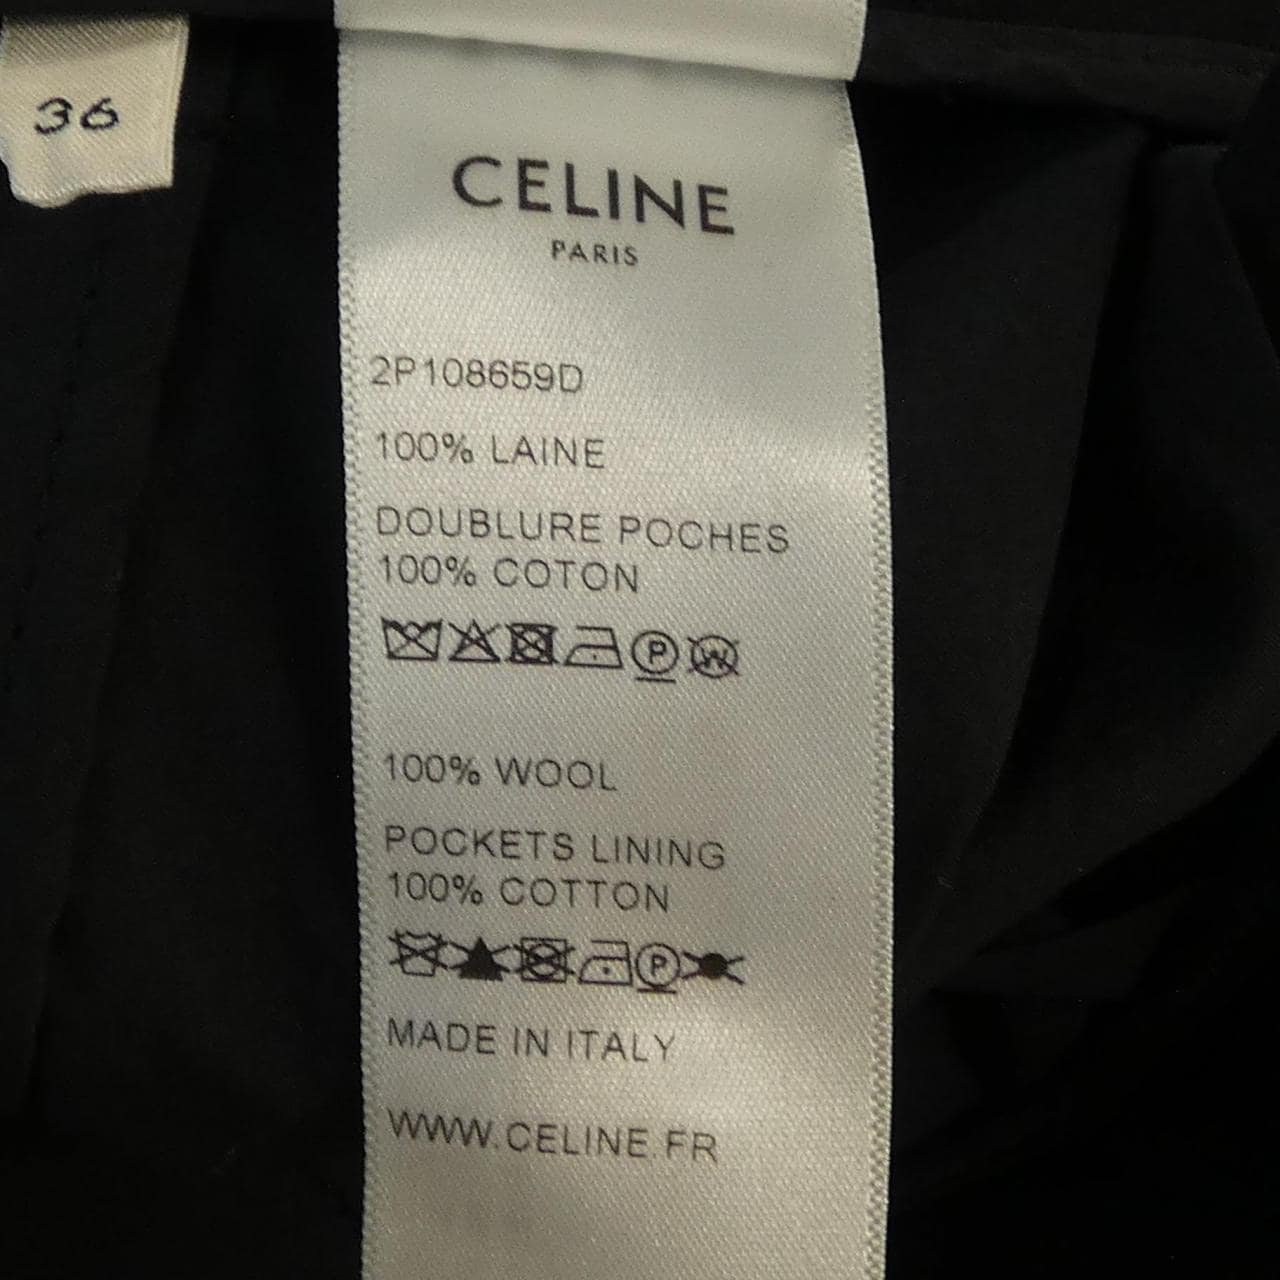 36
CELINE
PARIS
2P108659D
100% LAINE
DOUBLURE POCHES
100% COTON
P W
100% WOOL
POCKETS LINING
100% COTTON
P
MADE IN ITALY
WWW.CELINE.FR